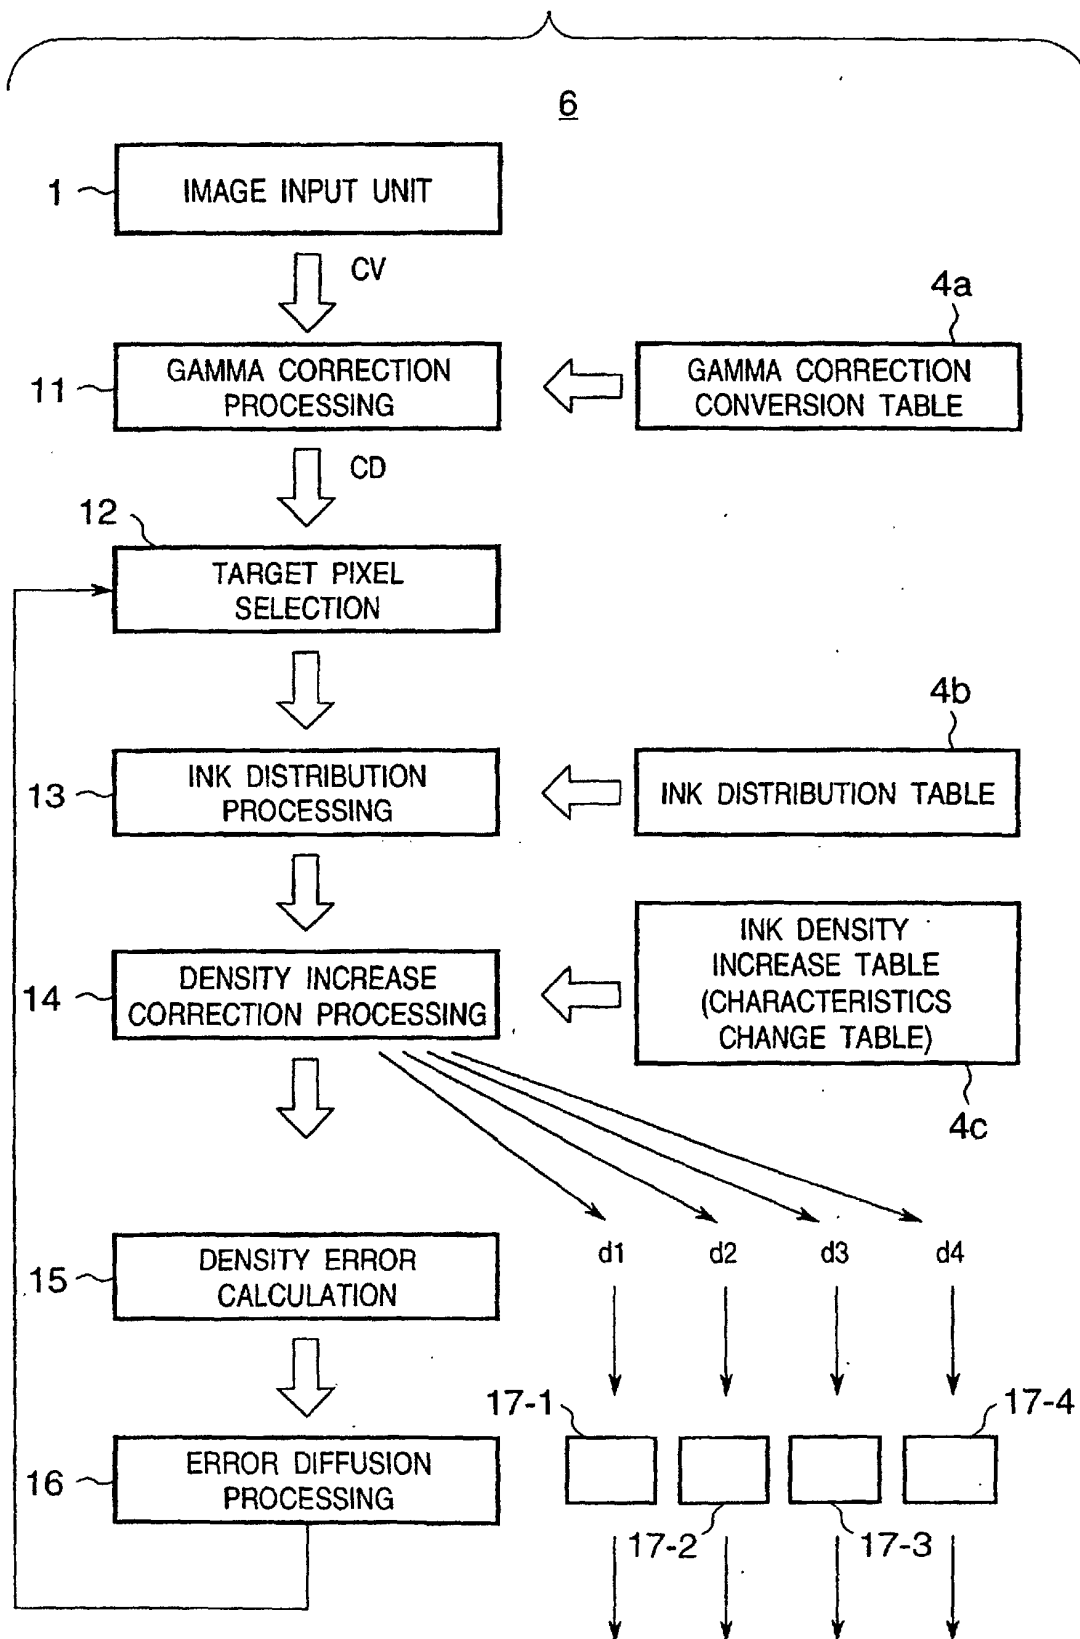 6
1
IMAGE INPUT UNIT
CV
4a
11
GAMMA CORRECTION
PROCESSING
GAMMA CORRECTION
CONVERSION TABLE
CD
12
TARGET PIXEL
SELECTION
4b
13
INK DISTRIBUTION
PROCESSING
INK DISTRIBUTION TABLE
14
DENSITY INCREASE
CORRECTION PROCESSING
INK DENSITY
INCREASE TABLE
(CHARACTERISTICS
CHANGE TABLE)
4c
15
DENSITY ERROR
CALCULATION
d1
d2
d3
d4
17-1
17-4
16
ERROR DIFFUSION
PROCESSING
17-2
17-3